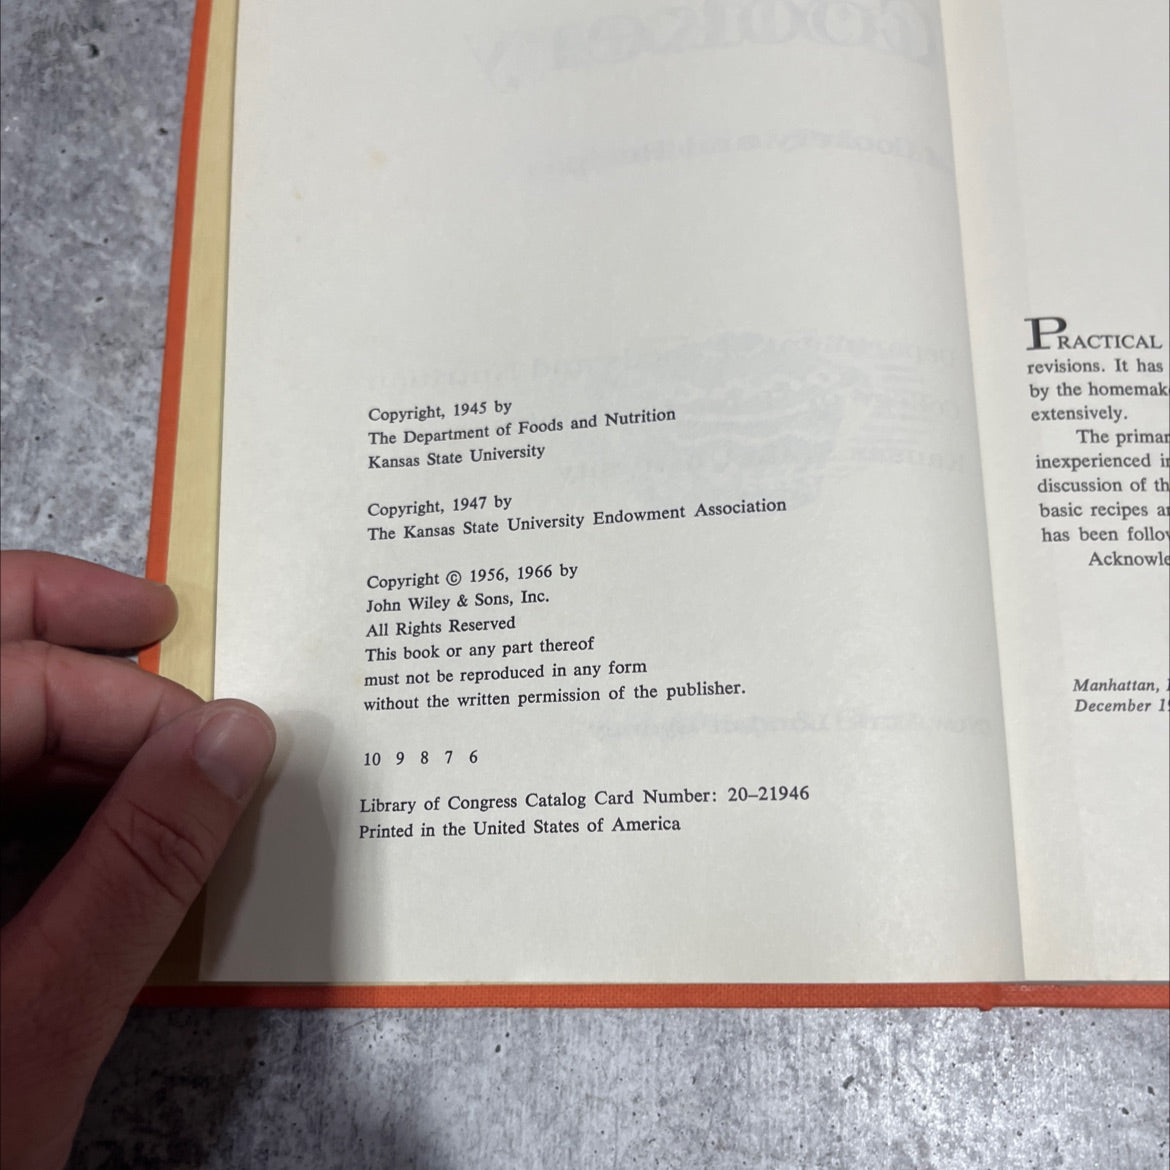 Copyright, 1945 by
The Department of Foods and Nutrition
Kansas State University
Copyright, 1947 by
The Kansas State University Endowment Association
Copyright © 1956, 1966 by
John Wiley & Sons, Inc.
All Rights Reserved
This book or any part thereof
must not be reproduced in any form
without the written permission of the publisher.
10 9 8 7 6
Library of Congress Catalog Card Number: 20–21946
Printed in the United States of America
PRACTICAL
revisions. It has
by the homemak
extensively.
The primar
inexperienced i
discussion of th
basic recipes a
has been follo
Acknowle
Manhattan,
December 1